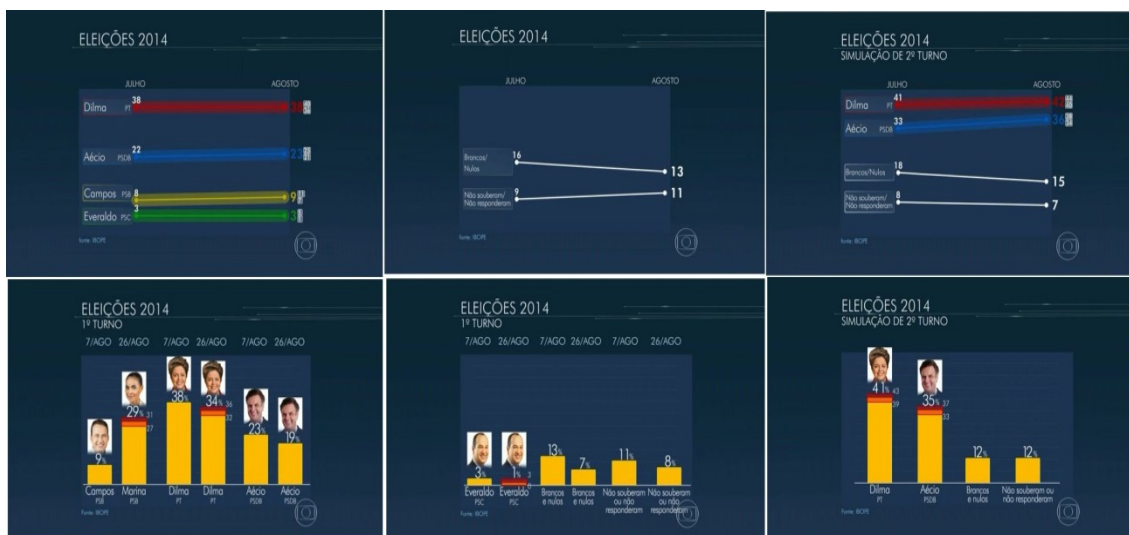 ELEIÇÕES 2014
JULHO AGOSTO
Dilma PT 38 38
Aécio PSDB 22 23
Campos PSB 8 9
Everaldo PSC 3 3
fonte: IBOPE
ELEIÇÕES 2014
JULHO AGOSTO
Brancos/ 16 13
Nulos
Não souberam/ 9 11
Não responderam
fonte: IBOPE
ELEIÇÕES 2014
SIMULAÇÃO DE 2º TURNO
JULHO AGOSTO
Dilma PT 41 42
Aécio PSDB 33 36
Brancos/Nulos 18 15
Não souberam/ 8 7
Não responderam
fonte: IBOPE
ELEIÇÕES 2014
1º TURNO
7/AGO 26/AGO 7/AGO 26/AGO 7/AGO 26/AGO
9% 29% 31 27 38% 34% 36 32 23% 19%
Campos Marina Dilma Dilma Aécio Aécio
PSB PSB PT PT PSDB PSDB
Fonte: IBOPE
ELEIÇÕES 2014
1º TURNO
7/AGO 26/AGO 7/AGO 26/AGO 7/AGO 26/AGO
3% 1% 3 0 13% 7% 11% 8%
Everaldo Everaldo Brancos Brancos Não souberam Não souberam
PSC PSC e nulos e nulos ou não ou não
responderam responderam
Fonte: IBOPE
ELEIÇÕES 2014
SIMULAÇÃO DE 2º TURNO
41% 43 39 35% 37 33 12% 12%
Dilma Aécio Brancos Não souberam ou
PT PSDB e nulos não responderam
Fonte: IBOPE